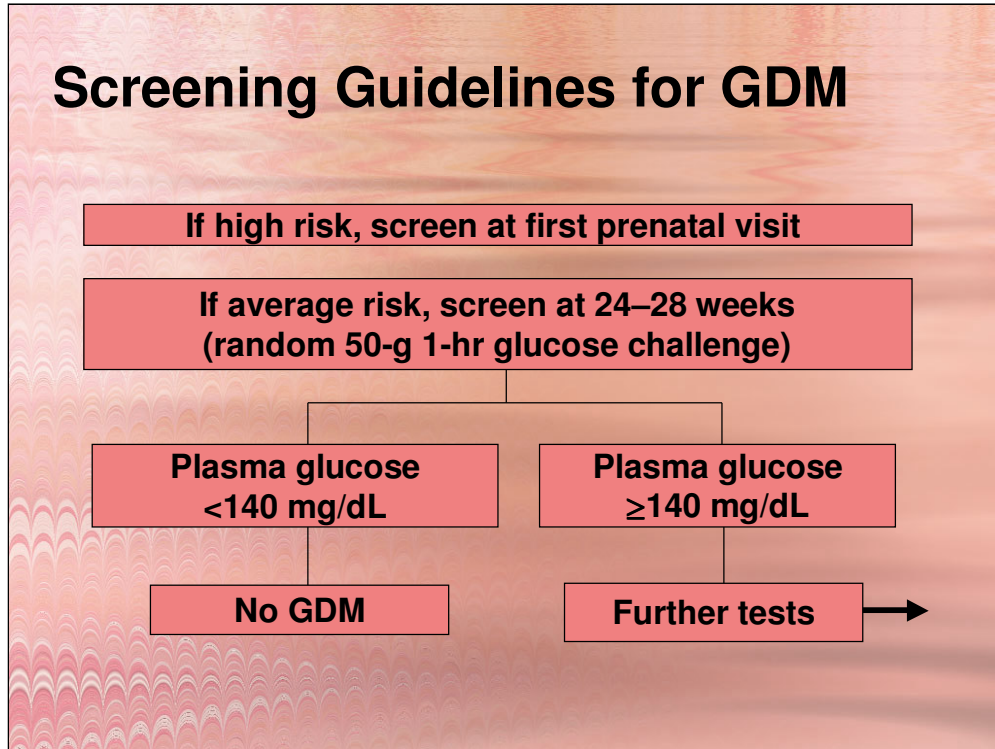 Screening Guidelines for GDM
If high risk, screen at first prenatal visit
If average risk, screen at 24–28 weeks
(random 50-g 1-hr glucose challenge)
Plasma glucose
<140 mg/dL
Plasma glucose
≥140 mg/dL
No GDM
Further tests